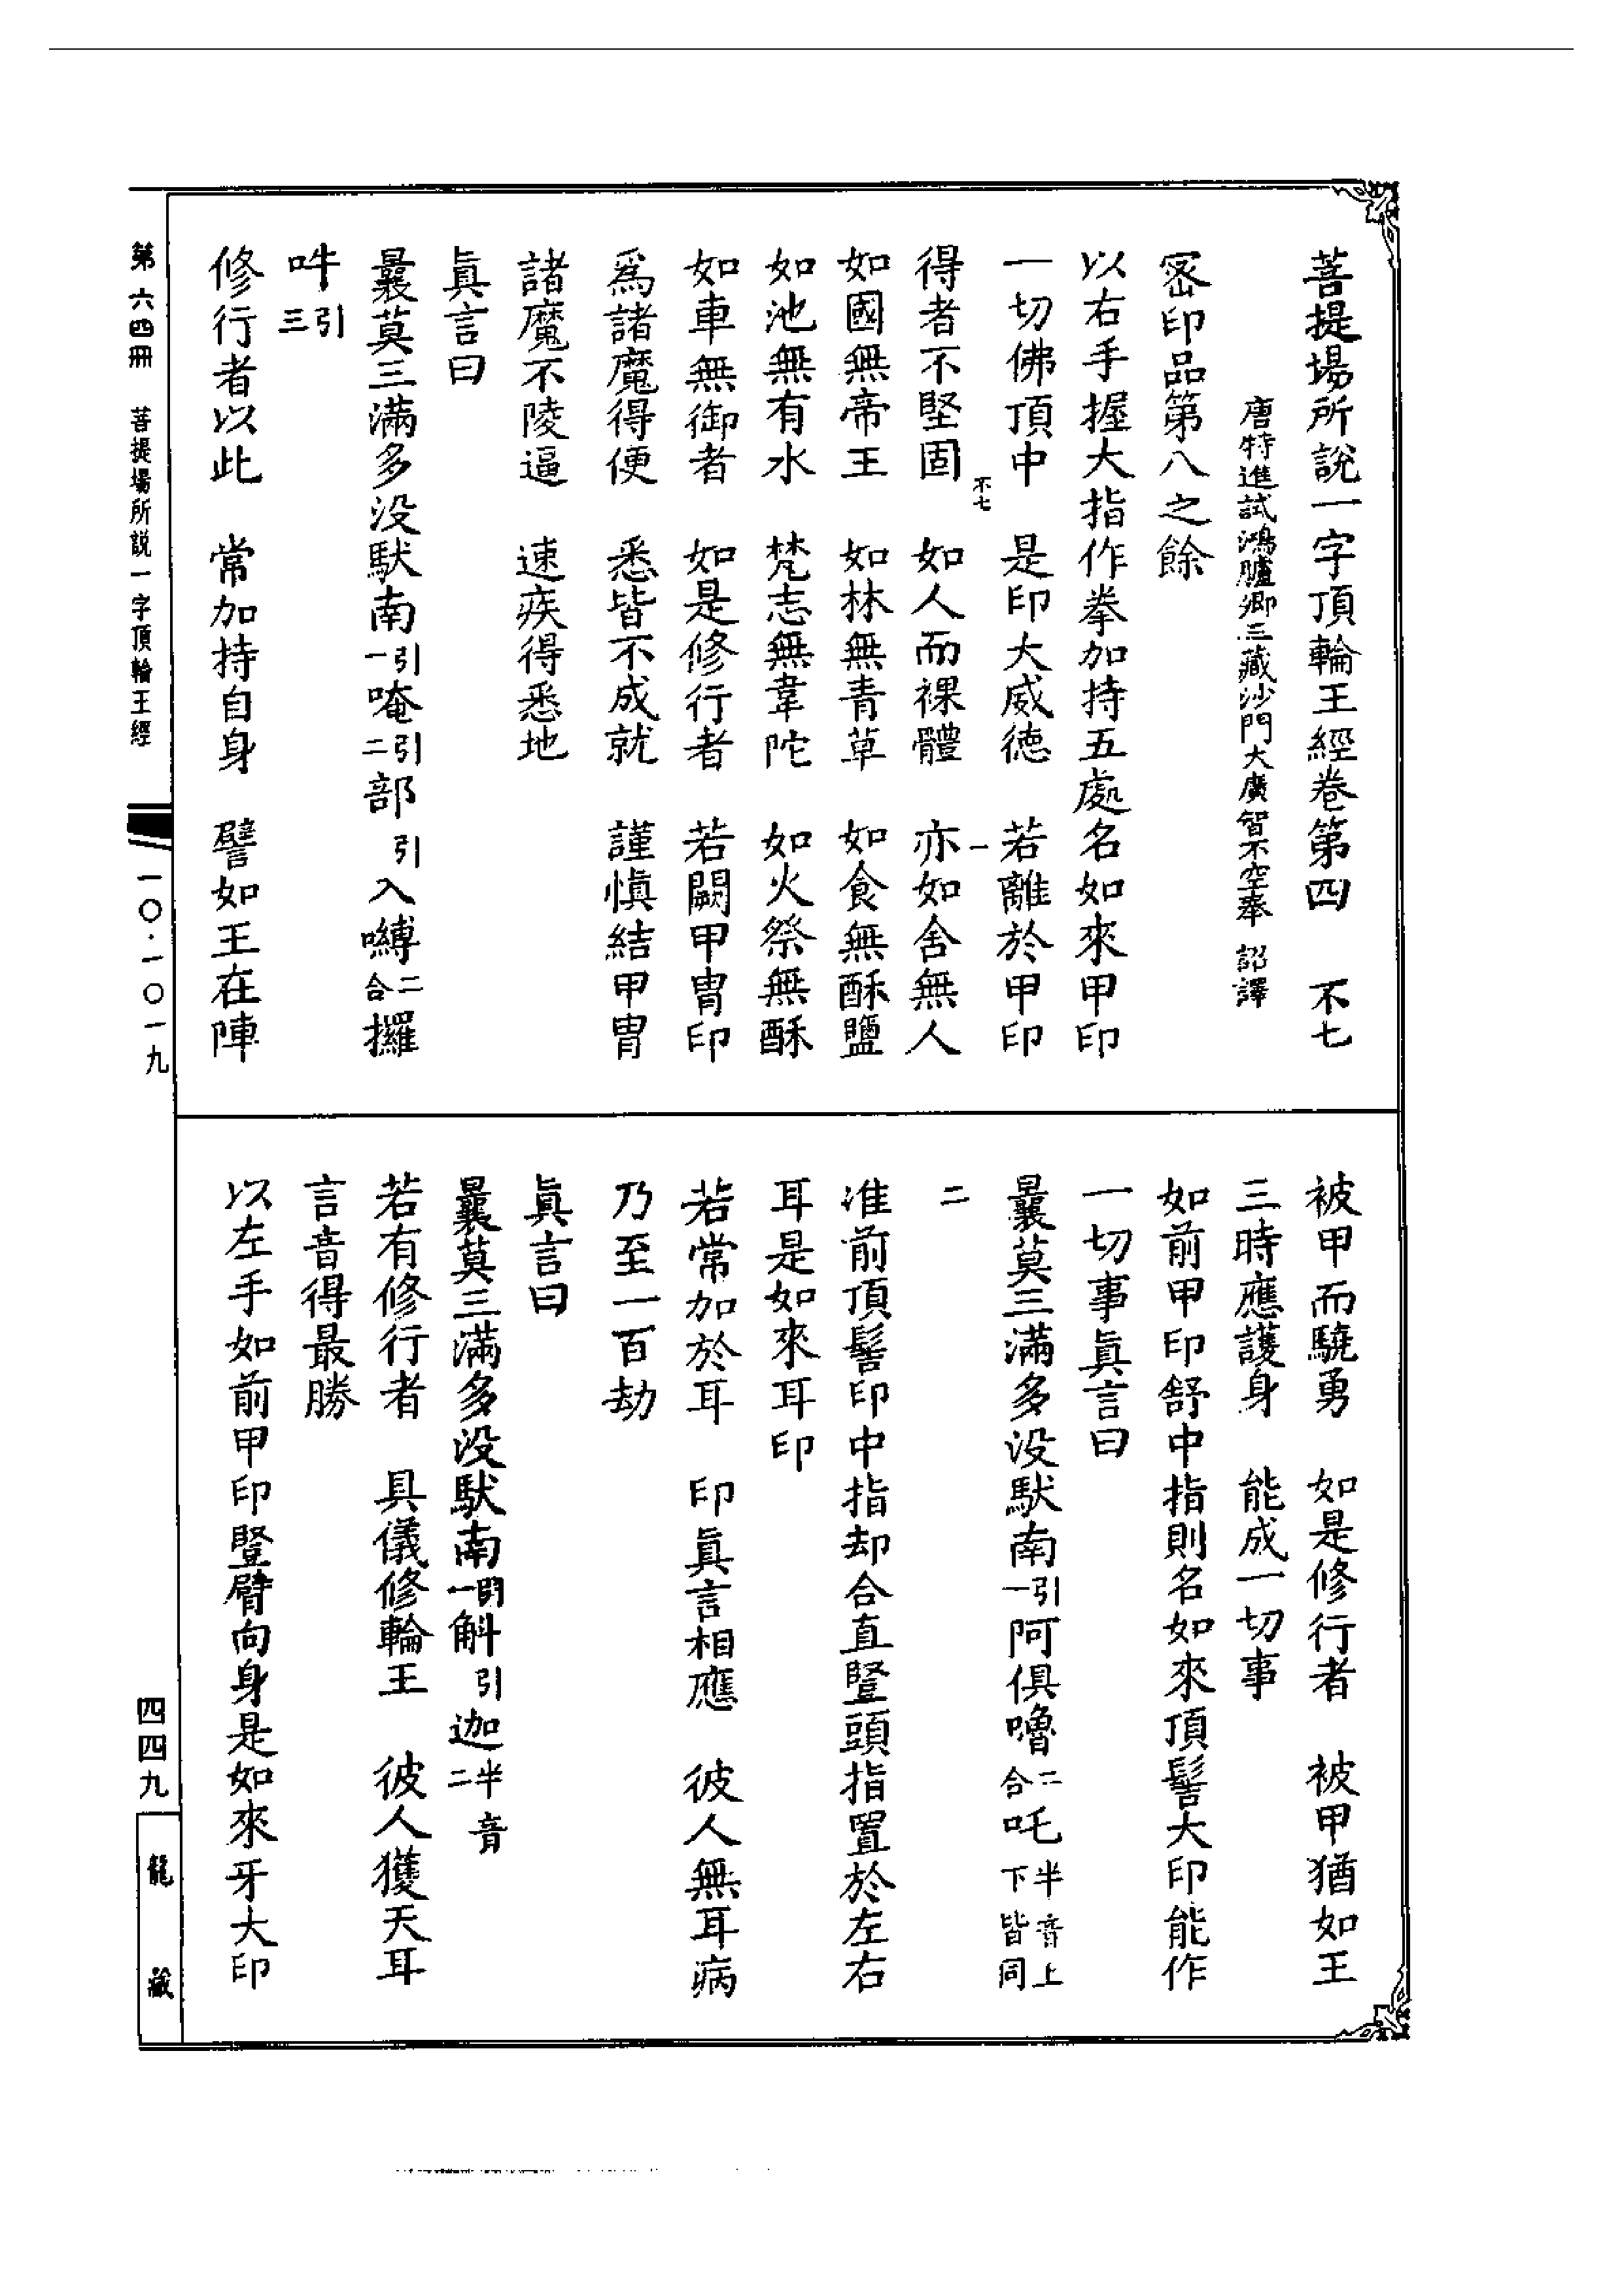 菩提場所說一字頂輪王經卷第四　不七
唐特進試鴻臚卿三藏沙門大廣智不空奉　詔譯
密印品第八之餘
以右手握大指作拳加持五處名如來甲印
一切佛頂中　是印大威德　若離於甲印
不七　一
得者不堅固　如人而裸體　亦如舍無人
如國無帝王　如林無青草　如食無酥鹽
如池無有水　梵志無韋陀　如火祭無酥
如車無御者　如是修行者　若闕甲冑印
爲諸魔得便　悉皆不成就　謹慎結甲冑
諸魔不陵逼　速疾得悉地
眞言曰
曩莫三滿多没馱南引一唵引二部引入嚩二合攞
吽引三
修行者以此　常加持自身　譬如王在陣
被甲而驍勇　如是修行者　被甲猶如王
三時應護身　能成一切事
如前甲印舒中指則名如來頂髻大印能作
一切事眞言曰
曩莫三滿多没馱南引一阿俱嚕二合吒半音上下皆同
二
准前頂髻印中指却合直豎頭指置於左右
耳是如來耳印
若常加於耳　印眞言相應　彼人無耳病
乃至一百劫
眞言曰
曩莫三滿多没馱南引一斛引迦半音二
若有修行者　具儀修輪王　彼人獲天耳
言音得最勝
以左手如前甲印豎臂向身是如來牙大印
第六四冊　菩提場所說一字頂輪王經
一〇・一〇一九
四四九
龍藏